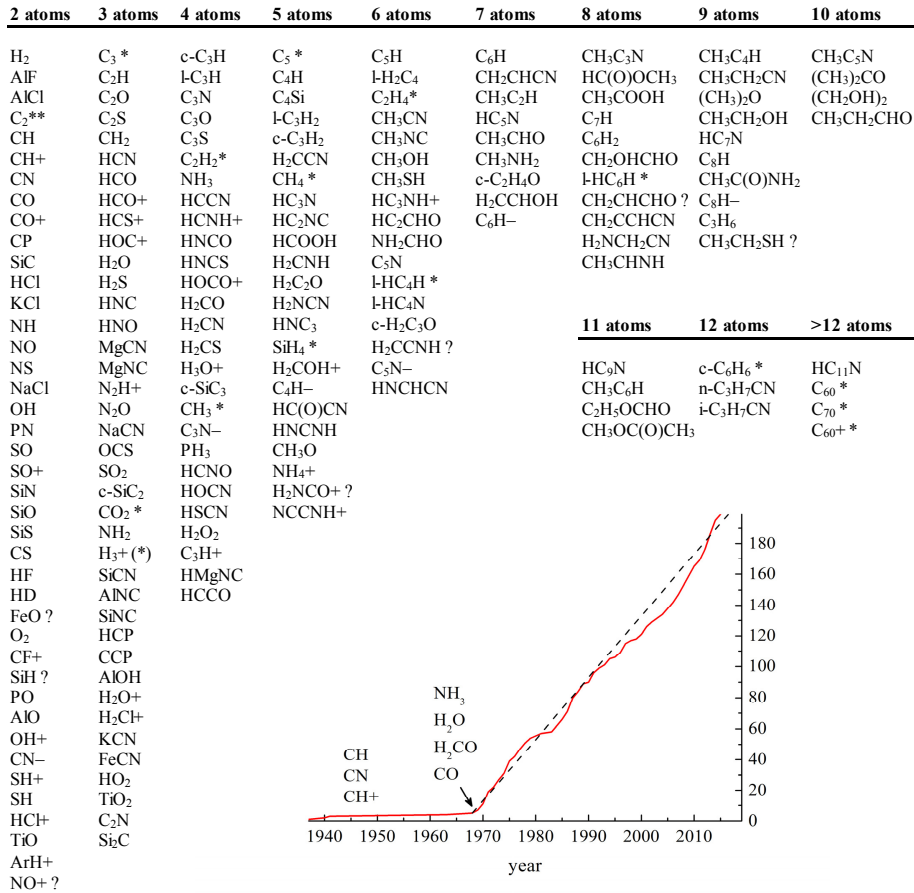 2 atoms 3 atoms 4 atoms 5 atoms 6 atoms 7 atoms 8 atoms 9 atoms 10 atoms
H₂ C₃ * c-C₃H C₅ * C₅H C₆H CH₃C₃N CH₃C₄H CH₃C₅N
AlF C₂H l-C₃H C₄H l-H₂C₄ CH₂CHCN HC(O)OCH₃ CH₃CH₂CN (CH₃)₂CO
AlCl C₂O C₃N C₄Si C₂H₄* CH₃C₂H CH₃COOH (CH₃)₂O (CH₂OH)₂
C₂** C₂S C₃O l-C₃H₂ CH₃CN HC₅N C₇H CH₃CH₂OH CH₃CH₂CHO
CH CH₂ C₃S c-C₃H₂ CH₃NC CH₃CHO C₆H₂ HC₇N
CH+ HCN C₂H₂* H₂CCN CH₃OH CH₃NH₂ CH₂OHCHO C₈H
CN HCO NH₃ CH₄ * CH₃SH c-C₂H₄O l-HC₆H * CH₃C(O)NH₂
CO HCO+ HCCN HC₃N HC₃NH+ H₂CCHOH CH₂CHCHO ? C₈H–
CO+ HCS+ HCNH+ HC₂NC HC₂CHO C₆H– CH₂CCHCN C₃H₆
CP HOC+ HNCO HCOOH NH₂CHO H₂NCH₂CN CH₃CH₂SH ?
SiC H₂O HNCS H₂CNH C₅N CH₃CHNH
HCl H₂S HOCO+ H₂C₂O l-HC₄H *
KCl HNC H₂CO H₂NCN l-HC₄N
NH HNO H₂CN HNC₃ c-H₂C₃O 11 atoms 12 atoms >12 atoms
NO MgCN H₂CS SiH₄ * H₂CCNH ?
NS MgNC H₃O+ H₂COH+ C₅N– HC₉N c-C₆H₆ * HC₁₁N
NaCl N₂H+ c-SiC₃ C₄H– HNCHCN CH₃C₆H n-C₃H₇CN C₆₀ *
OH N₂O CH₃ * HC(O)CN C₂H₅OCHO i-C₃H₇CN C₇₀ *
PN NaCN C₃N– HNCNH CH₃OC(O)CH₃ C₆₀+ *
SO OCS PH₃ CH₃O
SO+ SO₂ HCNO NH₄+
SiN c-SiC₂ HOCN H₂NCO+ ?
SiO CO₂ * HSCN NCCNH+
SiS NH₂ H₂O₂
CS H₃+ (*) C₃H+
HF SiCN HMgNC
HD AlNC HCCO
FeO ? SiNC
O₂ HCP
CF+ CCP
SiH ? AlOH
PO H₂O+
AlO H₂Cl+
OH+ KCN
CN– FeCN
SH+ HO₂
SH TiO₂
HCl+ C₂N
TiO Si₂C
ArH+
NO+ ?
180
160
140
120
100
80
60
40
20
0
NH₃
H₂O
H₂CO
CO
CH
CN
CH+
1940 1950 1960 1970 1980 1990 2000 2010
year